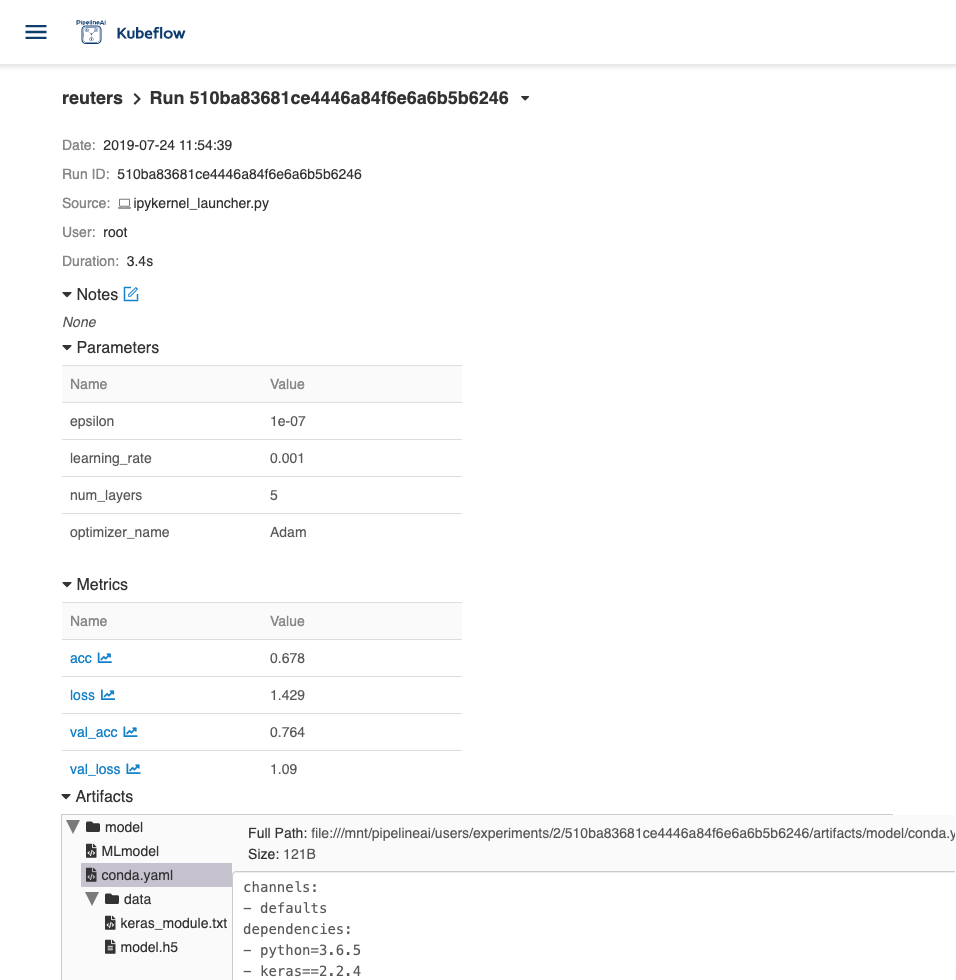 PipelineAI
Kubeflow
reuters > Run 510ba83681ce4446a84f6e6a6b5b6246
Date: 2019-07-24 11:54:39
Run ID: 510ba83681ce4446a84f6e6a6b5b6246
Source: ipykernel_launcher.py
User: root
Duration: 3.4s
Notes
None
Parameters
Name Value
epsilon 1e-07
learning_rate 0.001
num_layers 5
optimizer_name Adam
Metrics
Name Value
acc 0.678
loss 1.429
val_acc 0.764
val_loss 1.09
Artifacts
model
MLmodel
conda.yaml
data
keras_module.txt
model.h5
Full Path: file:///mnt/pipelineai/users/experiments/2/510ba83681ce4446a84f6e6a6b5b6246/artifacts/model/conda.y
Size: 121B
channels:
- defaults
dependencies:
- python=3.6.5
- keras==2.2.4